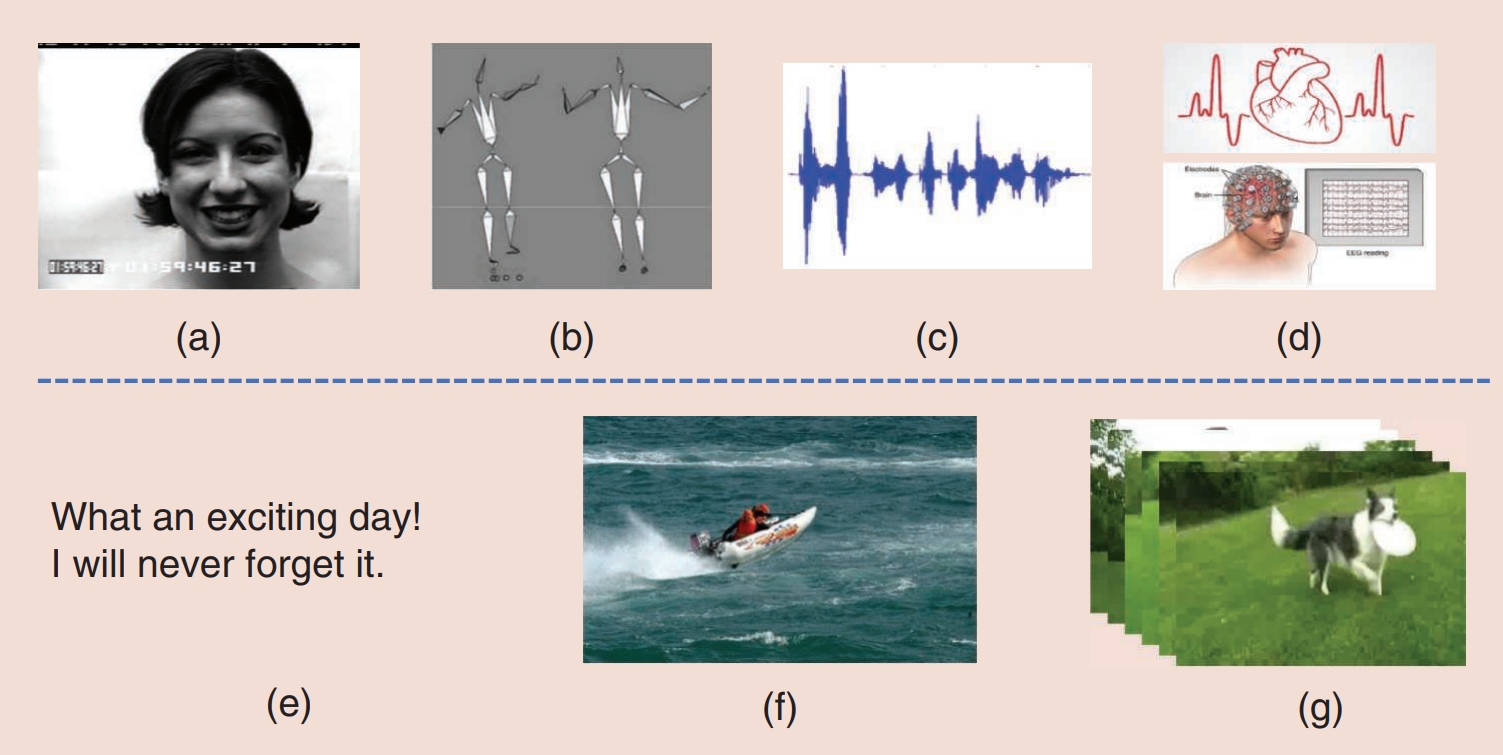 01:59:46:27
01:59:46:27
Electrodes
Brain
EEG reading
(a)
(b)
(c)
(d)
What an exciting day!
I will never forget it.
(e)
(f)
(g)